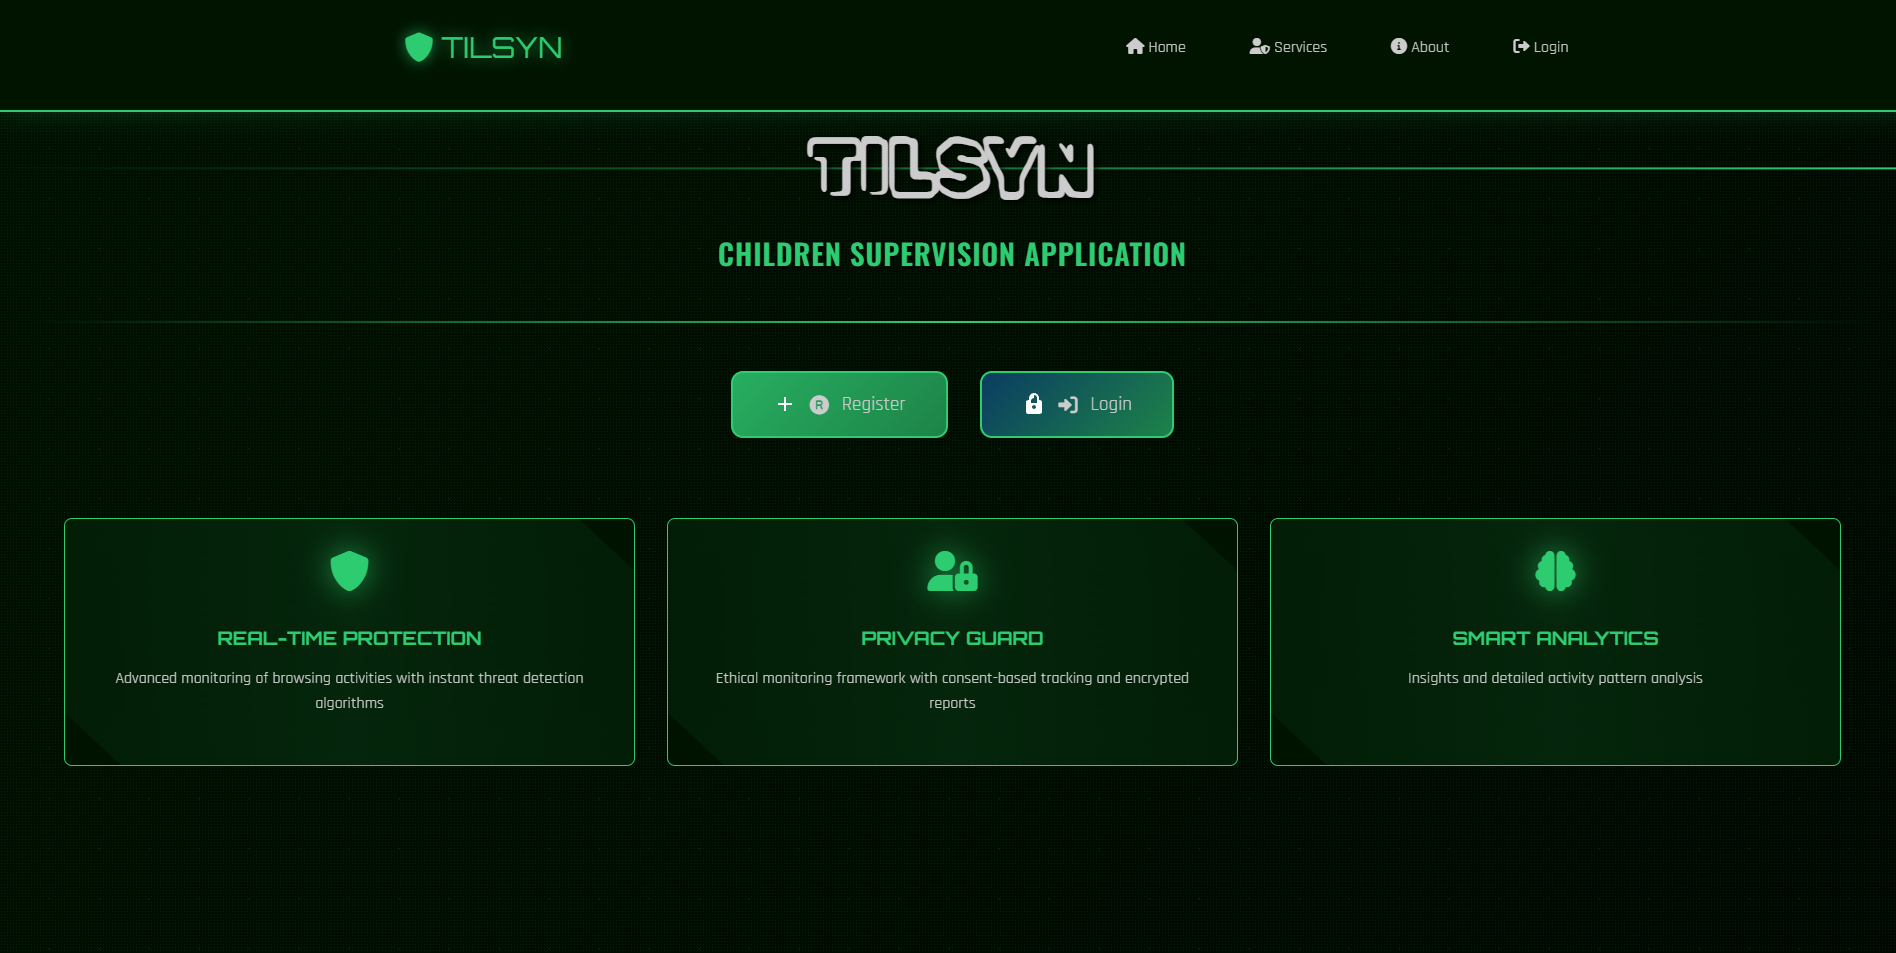 TILSYN
Home Services About Login
TILSYN
CHILDREN SUPERVISION APPLICATION
+ R Register
Login
REAL-TIME PROTECTION
Advanced monitoring of browsing activities with instant threat detection
algorithms
PRIVACY GUARD
Ethical monitoring framework with consent-based tracking and encrypted
reports
SMART ANALYTICS
Insights and detailed activity pattern analysis